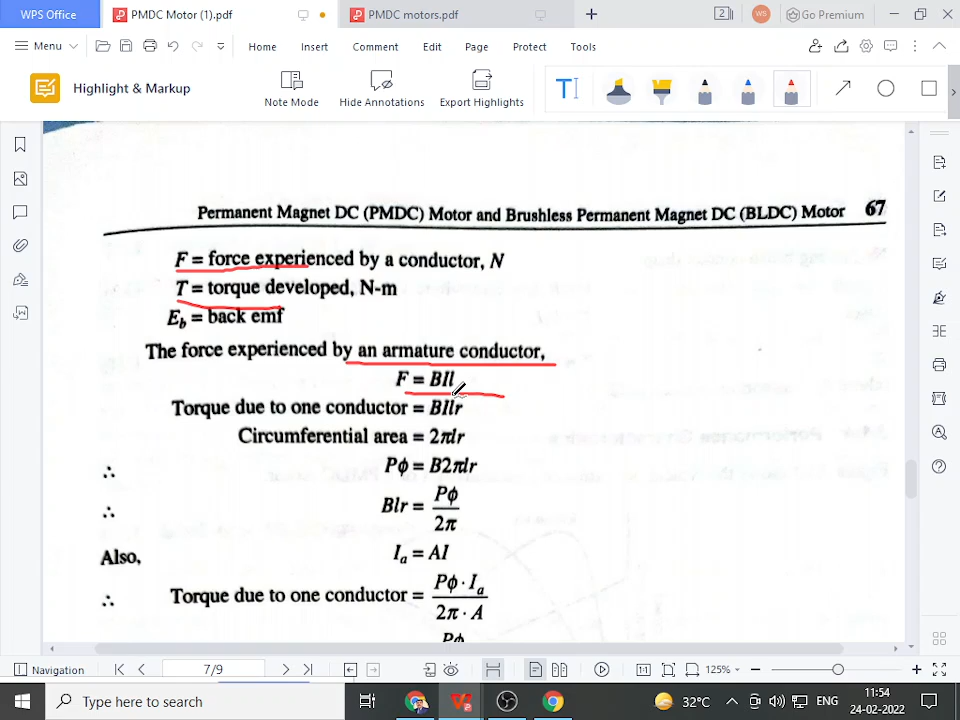 WPS Office
PMDC Motor (1).pdf
PMDC motors.pdf
2
WS
Go Premium
Menu
Home
Insert
Comment
Edit
Page
Protect
Tools
Highlight & Markup
Note Mode
Hide Annotations
Export Highlights
Permanent Magnet DC (PMDC) Motor and Brushless Permanent Magnet DC (BLDC) Motor 67
F = force experienced by a conductor, N
T = torque developed, N-m
E_b = back emf
The force experienced by an armature conductor,
F = BIl
Torque due to one conductor = BIlr
Circumferential area = 2πlr
∴ Pϕ = B2πlr
∴ Blr = Pϕ / 2π
Also, I_a = AI
∴ Torque due to one conductor = Pϕ · I_a / 2π · A
Pϕ
Navigation
7/9
125%
Type here to search
32°C
ENG
11:54
24-02-2022